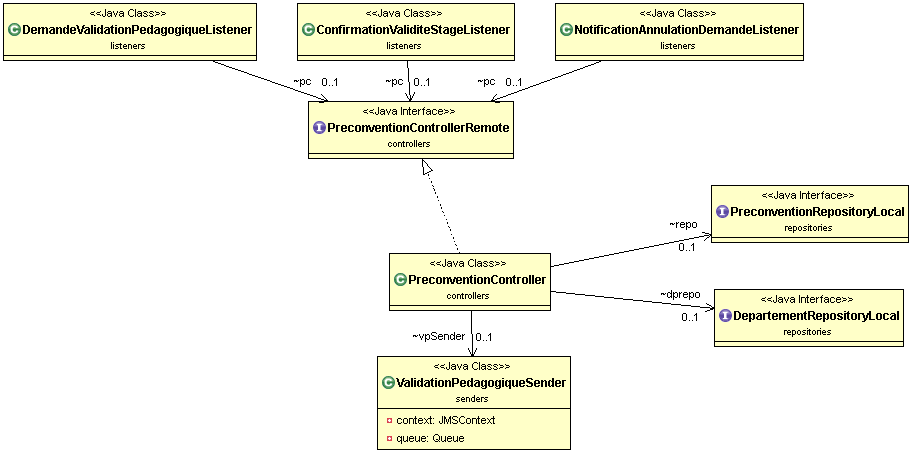 <<Java Class>>
DemandeValidationPedagogiqueListener
listeners
<<Java Class>>
ConfirmationValiditeStageListener
listeners
<<Java Class>>
NotificationAnnulationDemandeListener
listeners
~pc 0..1
~pc 0..1
~pc 0..1
<<Java Interface>>
PreconventionControllerRemote
controllers
<<Java Interface>>
PreconventionRepositoryLocal
repositories
~repo
0..1
<<Java Class>>
PreconventionController
controllers
~dprepo
0..1
<<Java Interface>>
DepartementRepositoryLocal
repositories
~vpSender 0..1
<<Java Class>>
ValidationPedagogiqueSender
senders
context: JMSContext
queue: Queue